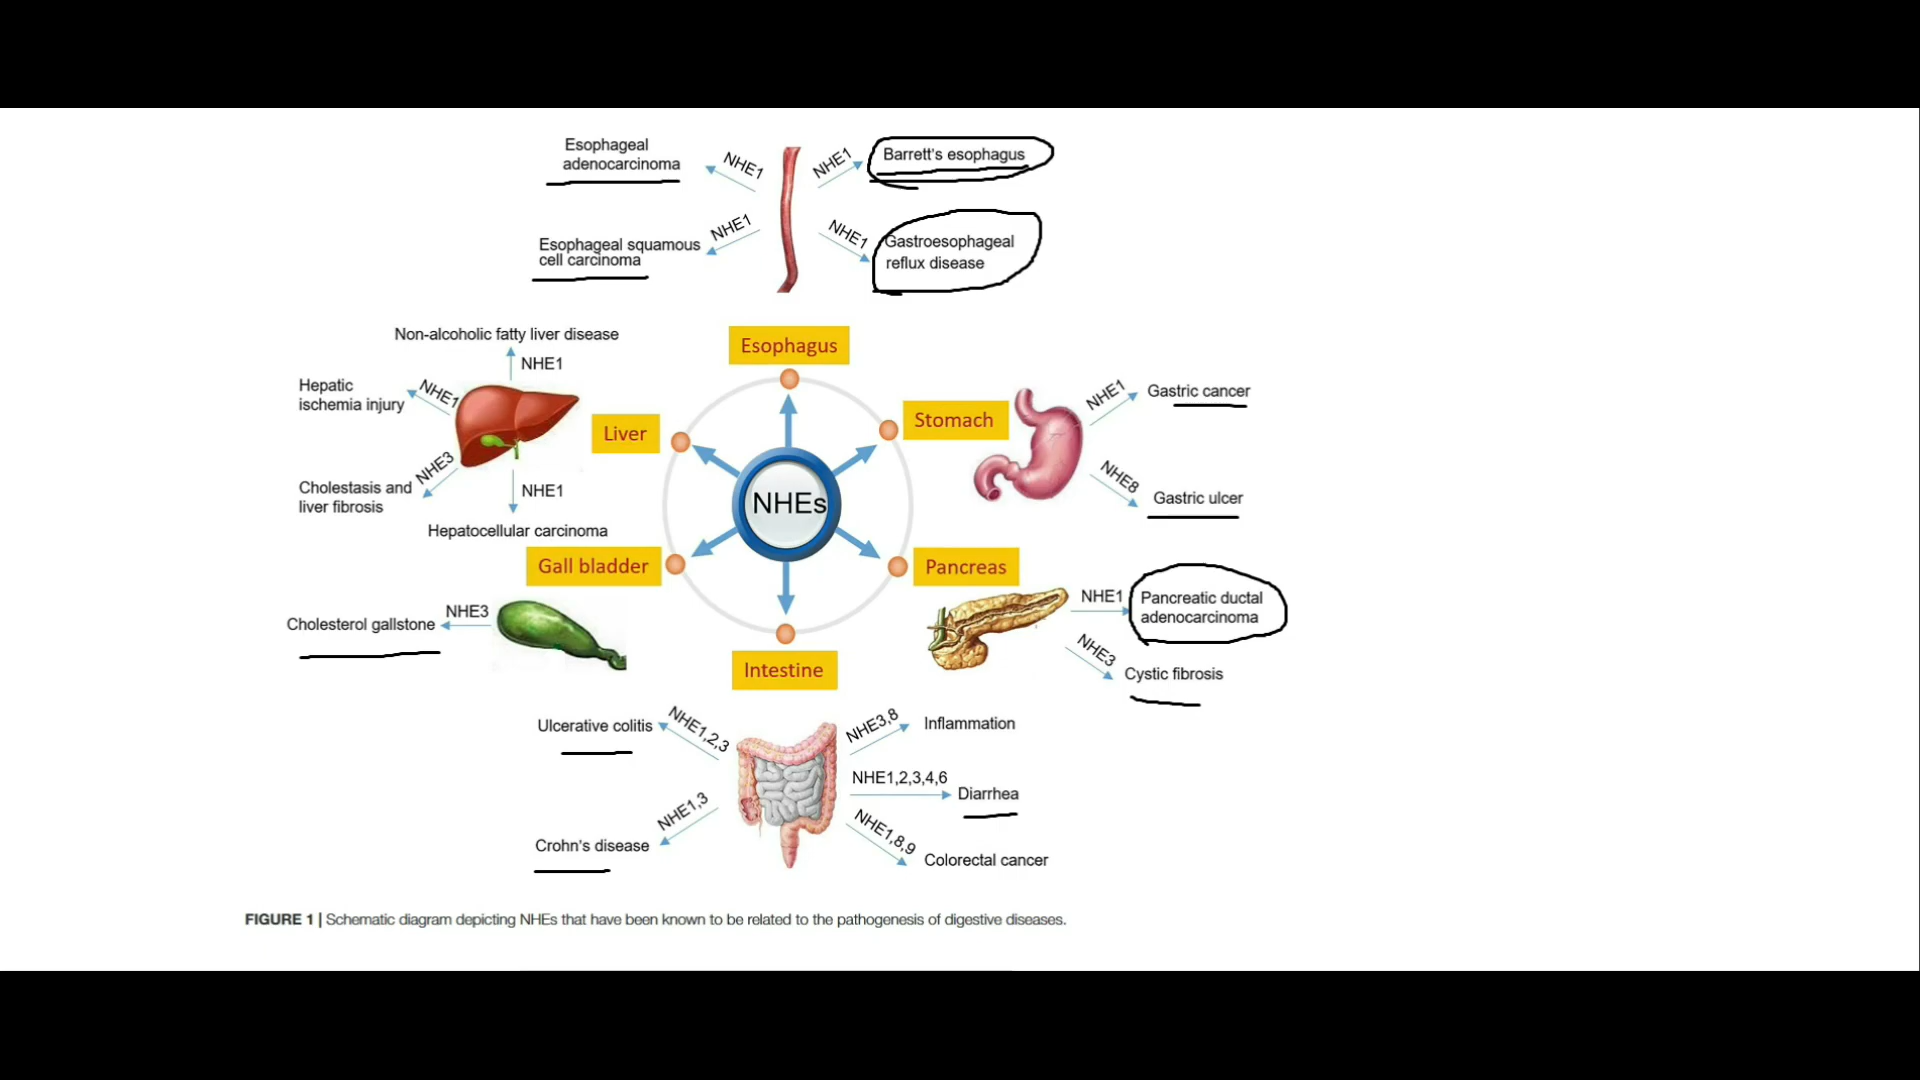 Esophageal
adenocarcinoma
NHE1
NHE1
Barrett's esophagus
Esophageal squamous
cell carcinoma
NHE1
NHE1
Gastroesophageal
reflux disease
Non-alcoholic fatty liver disease
NHE1
Hepatic
ischemia injury
NHE1
NHE3
Cholestasis and
liver fibrosis
NHE1
Hepatocellular carcinoma
Esophagus
Liver
Stomach
NHEs
NHE1
Gastric cancer
NHE8
Gastric ulcer
Gall bladder
Pancreas
Cholesterol gallstone
NHE3
NHE1
Pancreatic ductal
adenocarcinoma
NHE3
Cystic fibrosis
Intestine
Ulcerative colitis
NHE1,2,3
NHE3,8
Inflammation
NHE1,2,3,4,6
Diarrhea
NHE1,3
Crohn's disease
NHE1,8,9
Colorectal cancer
FIGURE 1 | Schematic diagram depicting NHEs that have been known to be related to the pathogenesis of digestive diseases.